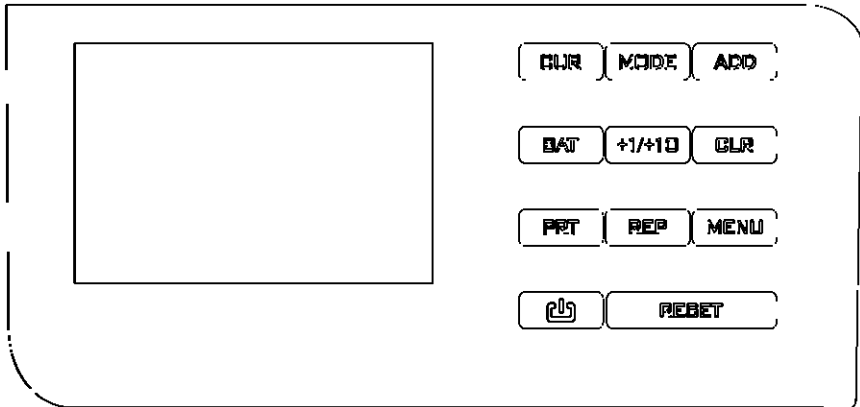 CUR MODE ADD
BAT +1/+10 CLR
PRT REP MENU
RESET